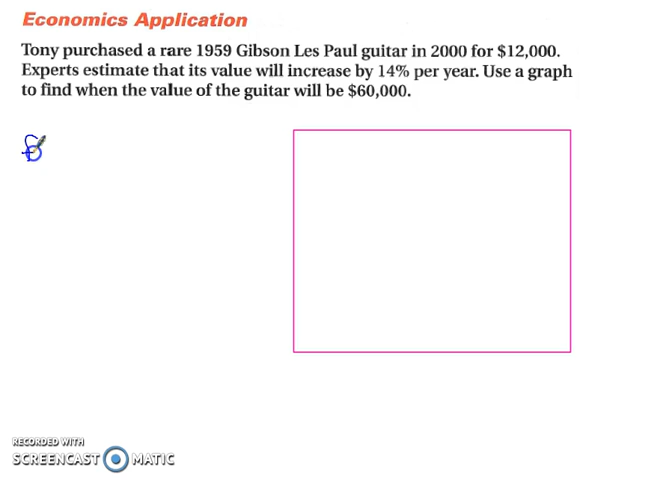 Economics Application
Tony purchased a rare 1959 Gibson Les Paul guitar in 2000 for $12,000.
Experts estimate that its value will increase by 14% per year. Use a graph
to find when the value of the guitar will be $60,000.
RECORDED WITH
SCREENCAST MATIC